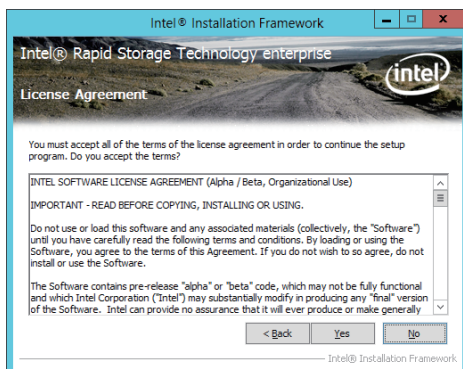 Intel® Installation Framework
Intel® Rapid Storage Technology enterprise
intel
License Agreement
You must accept all of the terms of the license agreement in order to continue the setup
program. Do you accept the terms?
INTEL SOFTWARE LICENSE AGREEMENT (Alpha / Beta, Organizational Use)
IMPORTANT - READ BEFORE COPYING, INSTALLING OR USING.
Do not use or load this software and any associated materials (collectively, the "Software")
until you have carefully read the following terms and conditions. By loading or using the
Software, you agree to the terms of this Agreement. If you do not wish to so agree, do not
install or use the Software.
The Software contains pre-release "alpha" or "beta" code, which may not be fully functional
and which Intel Corporation ("Intel") may substantially modify in producing any "final" version
of the Software. Intel can provide no assurance that it will ever produce or make generally
< Back Yes No
Intel® Installation Framework